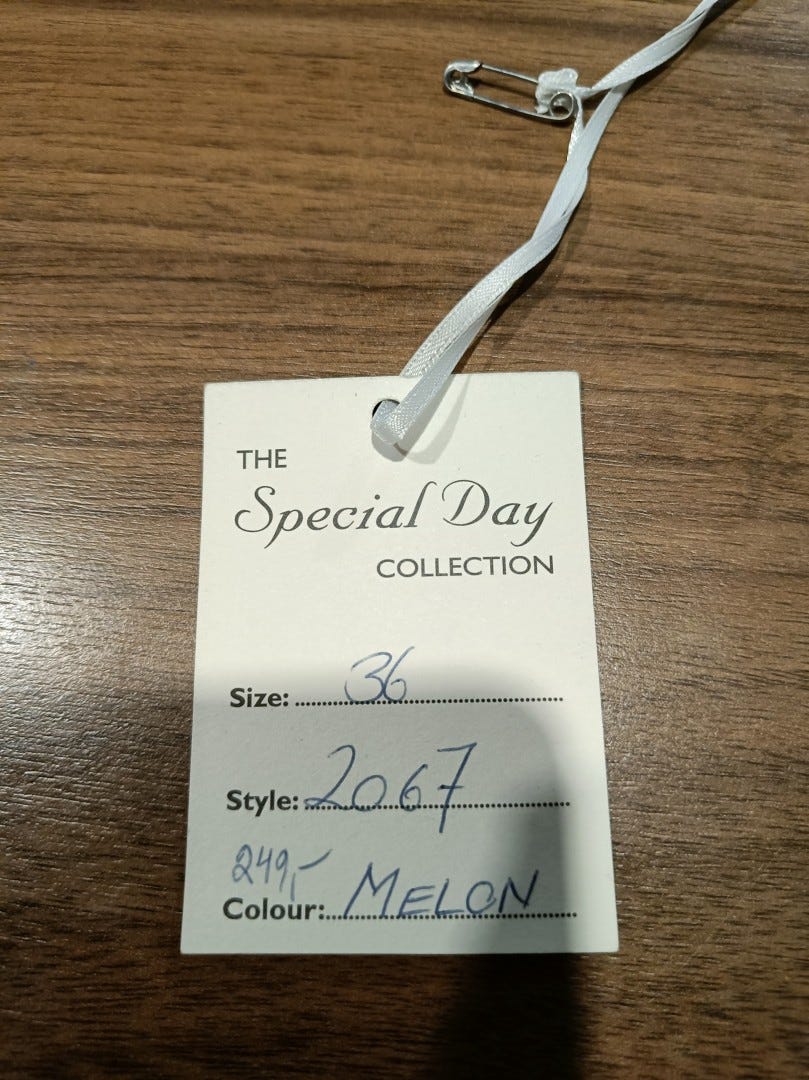 THE
Special Day
COLLECTION
Size: 36
Style: 2067
249,-
Colour: MELON